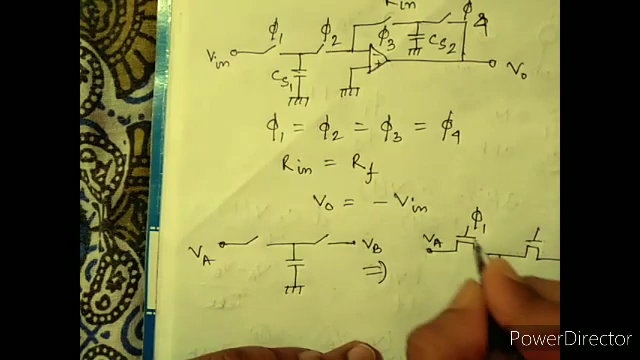 R in ϕ4
ϕ1 ϕ2 ϕ3 Cs2
Vin
Cs1 + Vo
ϕ1 = ϕ2 = ϕ3 = ϕ4
Rin = Rf
Vo = - Vin
ϕ1
VA VB ⇒ VA
PowerDirector